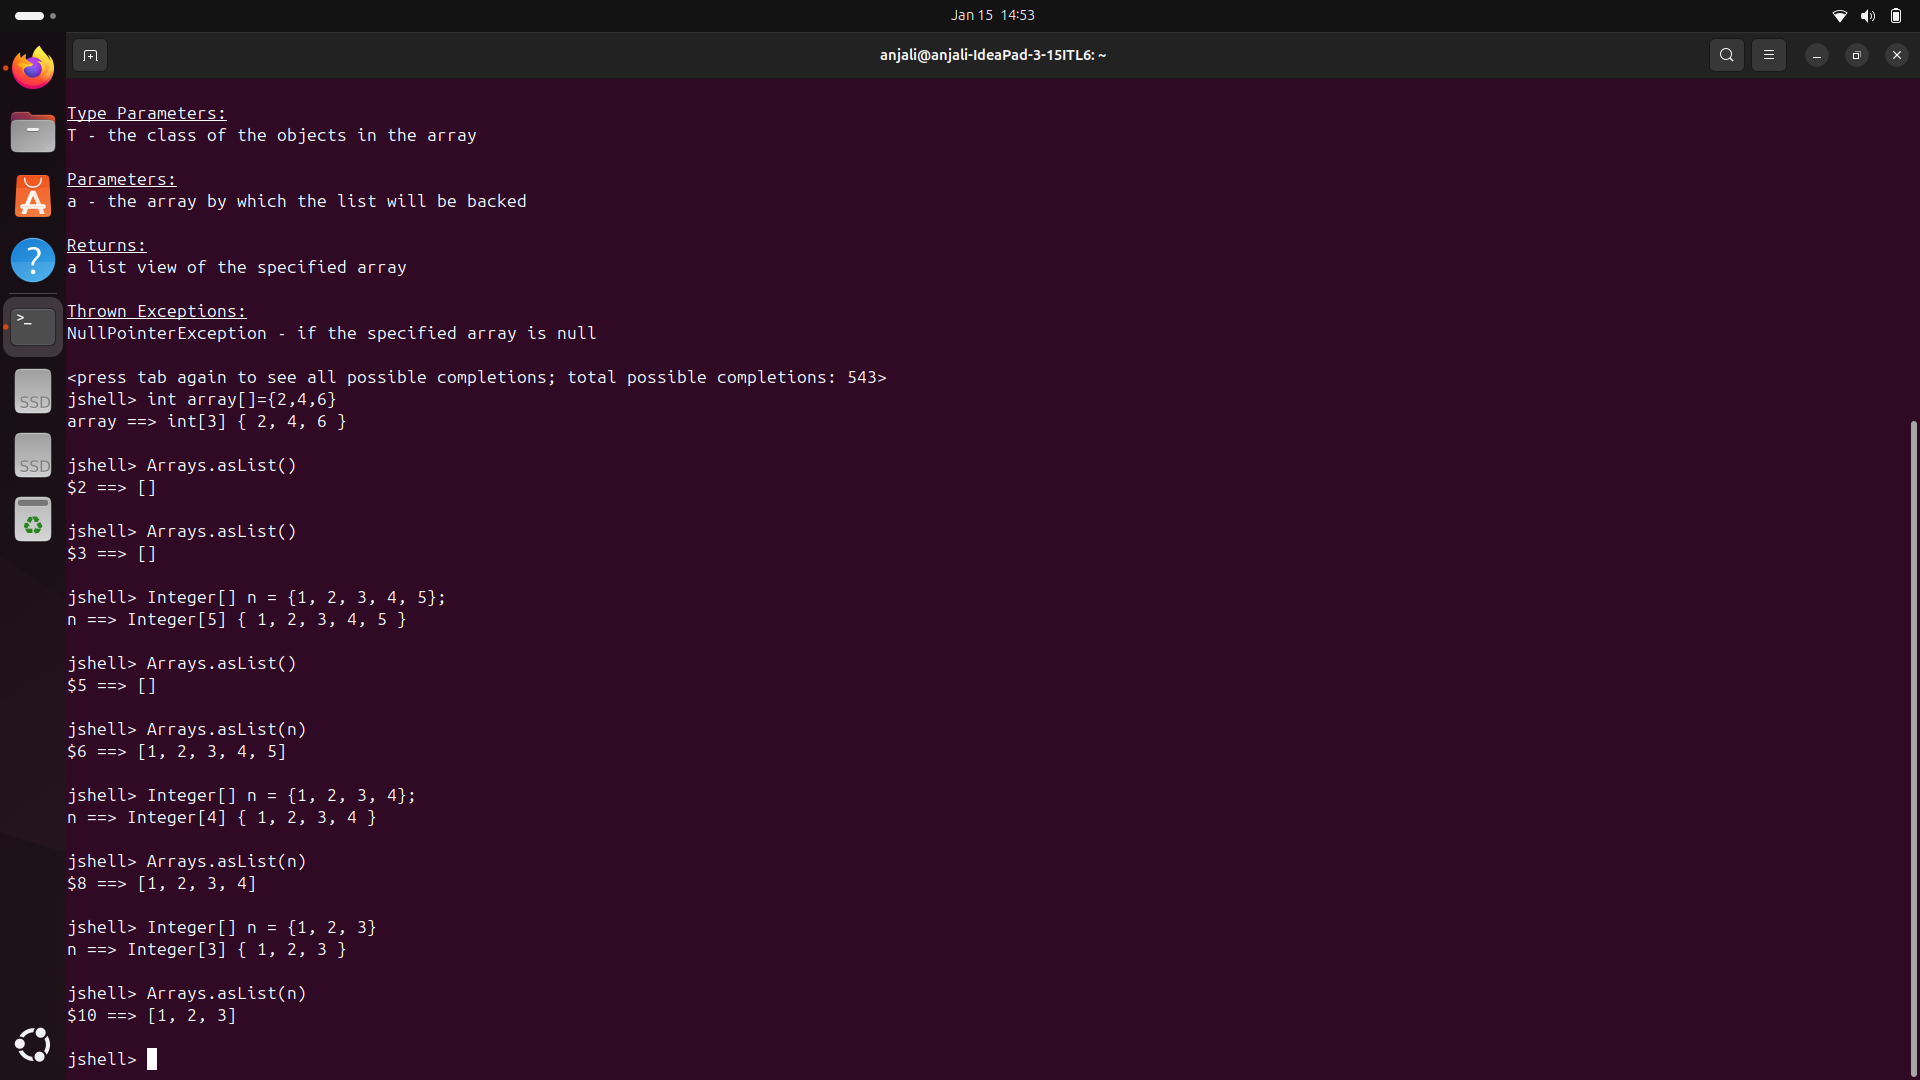 Jan 15 14:53
anjali@anjali-IdeaPad-3-15ITL6: ~
Type Parameters:
T - the class of the objects in the array
Parameters:
a - the array by which the list will be backed
Returns:
a list view of the specified array
Thrown Exceptions:
NullPointerException - if the specified array is null
<press tab again to see all possible completions; total possible completions: 543>
jshell> int array[]={2,4,6}
array ==> int[3] { 2, 4, 6 }
jshell> Arrays.asList()
$2 ==> []
jshell> Arrays.asList()
$3 ==> []
jshell> Integer[] n = {1, 2, 3, 4, 5};
n ==> Integer[5] { 1, 2, 3, 4, 5 }
jshell> Arrays.asList()
$5 ==> []
jshell> Arrays.asList(n)
$6 ==> [1, 2, 3, 4, 5]
jshell> Integer[] n = {1, 2, 3, 4};
n ==> Integer[4] { 1, 2, 3, 4 }
jshell> Arrays.asList(n)
$8 ==> [1, 2, 3, 4]
jshell> Integer[] n = {1, 2, 3}
n ==> Integer[3] { 1, 2, 3 }
jshell> Arrays.asList(n)
$10 ==> [1, 2, 3]
jshell>
?
>_
SSD
SSD